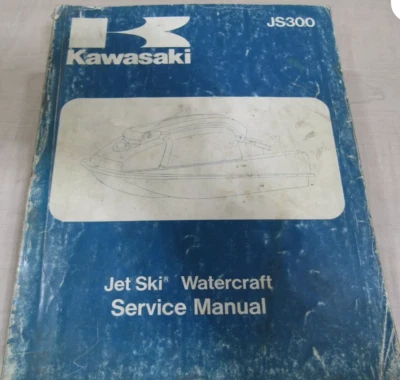 JS300
Kawasaki
Jet Ski® Watercraft
Service Manual